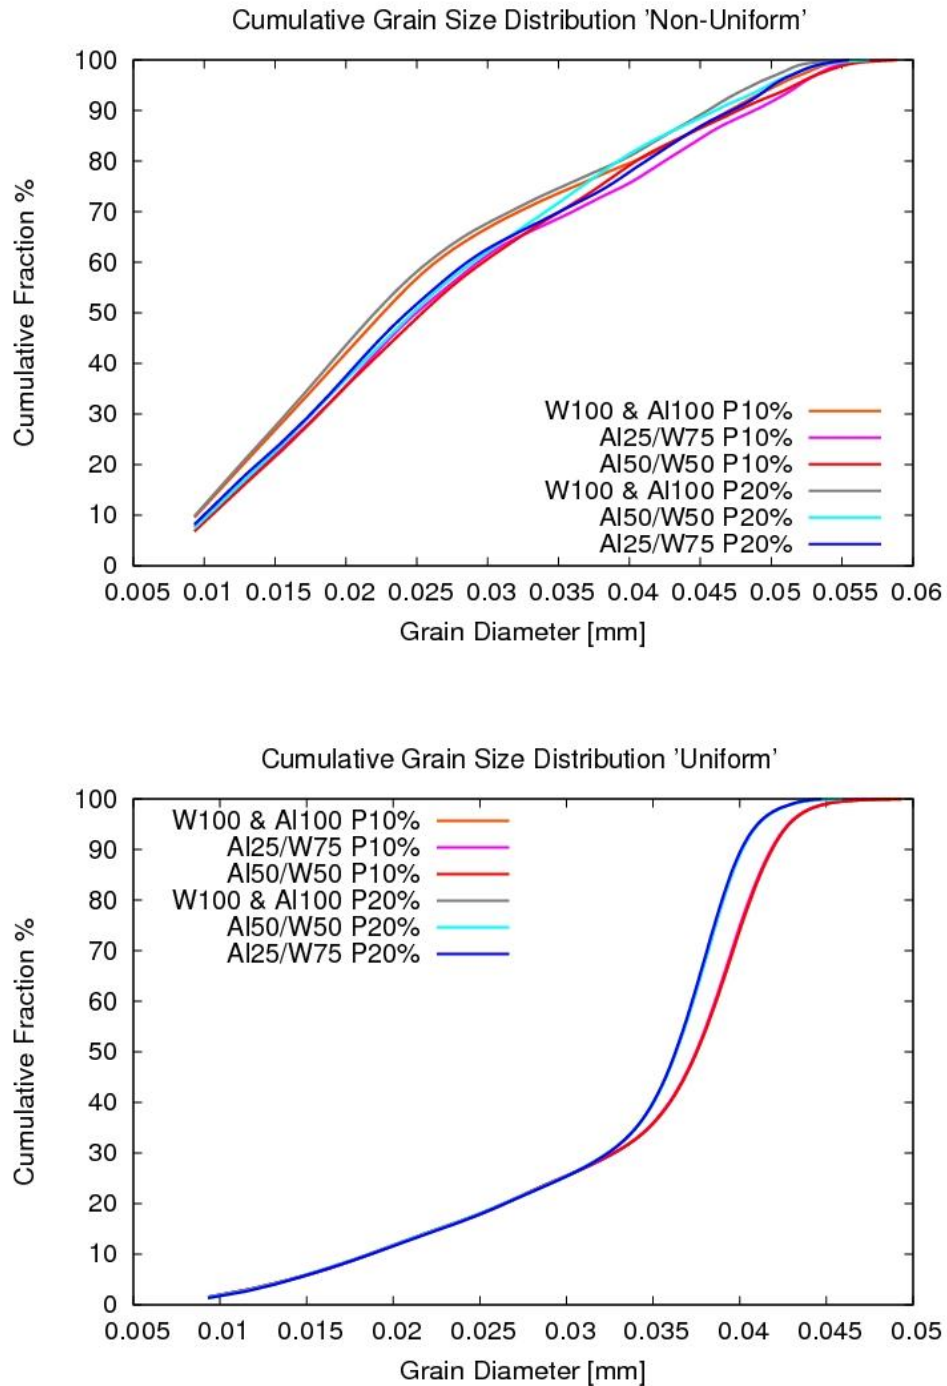 Cumulative Grain Size Distribution 'Non-Uniform'
100
90
80
70
60
50
40
30
20
10
0
Cumulative Fraction %
W100 & Al100 P10%
Al25/W75 P10%
Al50/W50 P10%
W100 & Al100 P20%
Al50/W50 P20%
Al25/W75 P20%
0.005 0.01 0.015 0.02 0.025 0.03 0.035 0.04 0.045 0.05 0.055 0.06
Grain Diameter [mm]
Cumulative Grain Size Distribution 'Uniform'
100
90
80
70
60
50
40
30
20
10
0
Cumulative Fraction %
W100 & Al100 P10%
Al25/W75 P10%
Al50/W50 P10%
W100 & Al100 P20%
Al50/W50 P20%
Al25/W75 P20%
0.005 0.01 0.015 0.02 0.025 0.03 0.035 0.04 0.045 0.05
Grain Diameter [mm]